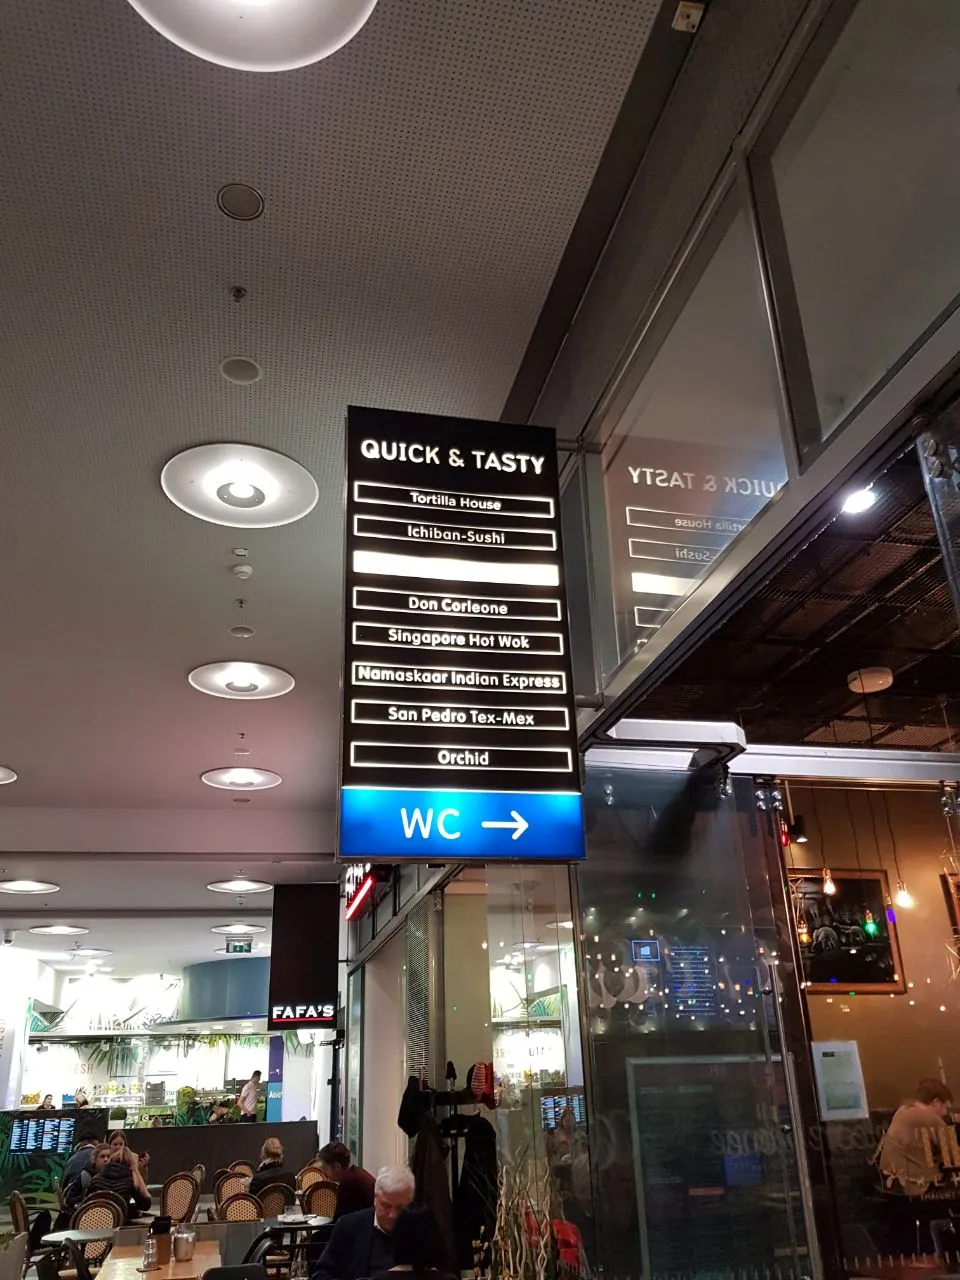 QUICK & TASTY
Tortilla House
Ichiban-Sushi
Don Corleone
Singapore Hot Wok
Namaskaar Indian Express
San Pedro Tex-Mex
Orchid
WC →
FAFA'S